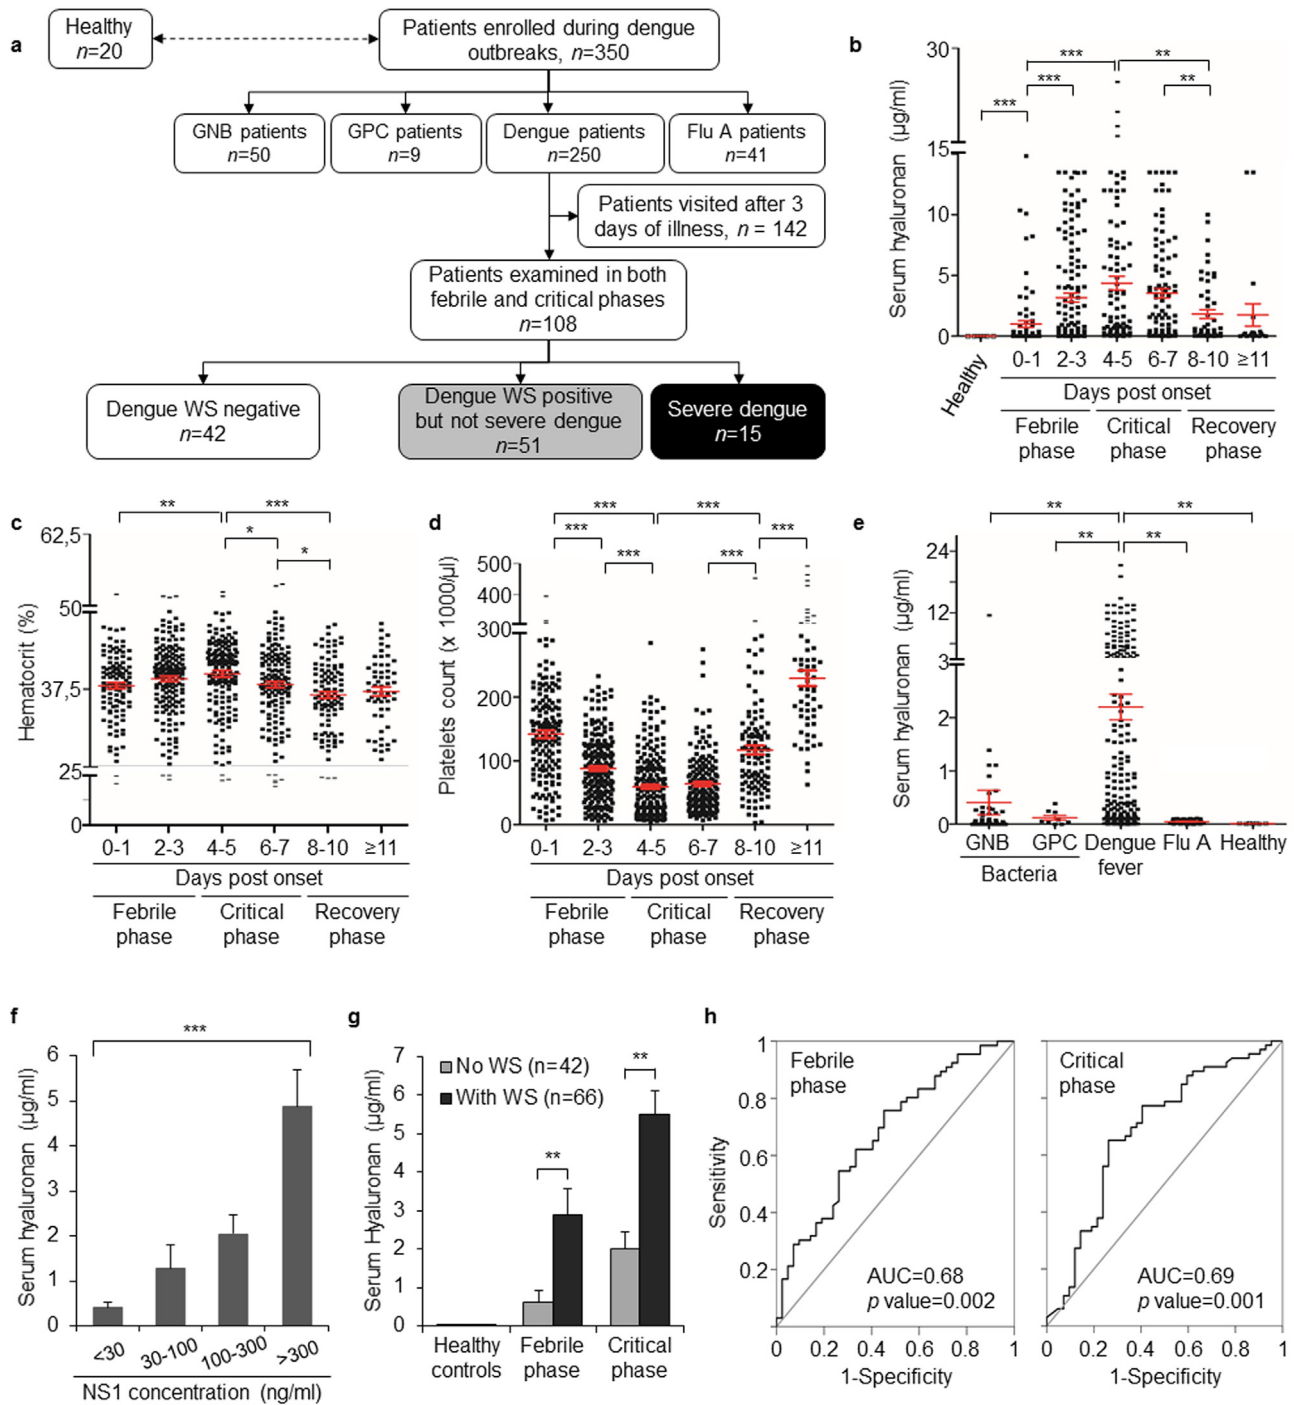 a
Healthy
n=20
Patients enrolled during dengue
outbreaks, n=350
GNB patients
n=50
GPC patients
n=9
Dengue patients
n=250
Flu A patients
n=41
Patients visited after 3
days of illness, n = 142
Patients examined in both
febrile and critical phases
n=108
Dengue WS negative
n=42
Dengue WS positive
but not severe dengue
n=51
Severe dengue
n=15
b
Serum hyaluronan (µg/ml)
30
15
10
5
0
***
***
***
**
**
Healthy
0-1 2-3 4-5 6-7 8-10 ≥11
Days post onset
Febrile
phase
Critical
phase
Recovery
phase
c
Hematocrit (%)
62,5
50
37,5
25
0
** ***
*
*
0-1 2-3 4-5 6-7 8-10 ≥11
Days post onset
Febrile
phase
Critical
phase
Recovery
phase
d
Platelets count (x 1000/µl)
500
400
300
200
100
0
*** ***
*** ***
*** ***
0-1 2-3 4-5 6-7 8-10 ≥11
Days post onset
Febrile
phase
Critical
phase
Recovery
phase
e
Serum hyaluronan (µg/ml)
24
12
3
3
2
1
0
** **
** **
GNB GPC Dengue
fever
Flu A Healthy
Bacteria
f
Serum hyaluronan (µg/ml)
6
5
4
3
2
1
0
***
<30 30-100 100-300 >300
NS1 concentration (ng/ml)
g
Serum Hyaluronan (µg/ml)
7
6
5
4
3
2
1
0
No WS (n=42)
With WS (n=66)
**
**
Healthy
controls
Febrile
phase
Critical
phase
h
Sensitivity
1
0.8
0.6
0.4
0.2
Febrile
phase
AUC=0.68
p value=0.002
0 0.2 0.4 0.6 0.8 1
1-Specificity
Critical
phase
AUC=0.69
p value=0.001
0 0.2 0.4 0.6 0.8 1
1-Specificity